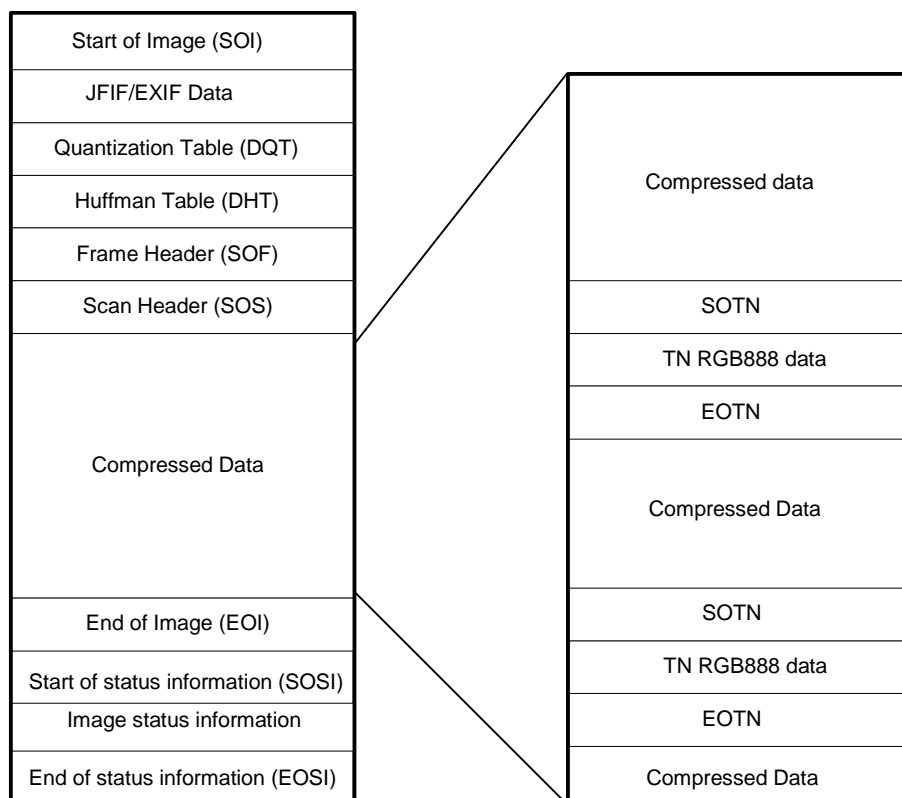 Start of Image (SOI)
JFIF/EXIF Data
Quantization Table (DQT)
Huffman Table (DHT)
Frame Header (SOF)
Scan Header (SOS)
Compressed Data
End of Image (EOI)
Start of status information (SOSI)
Image status information
End of status information (EOSI)
Compressed data
SOTN
TN RGB888 data
EOTN
Compressed Data
SOTN
TN RGB888 data
EOTN
Compressed Data